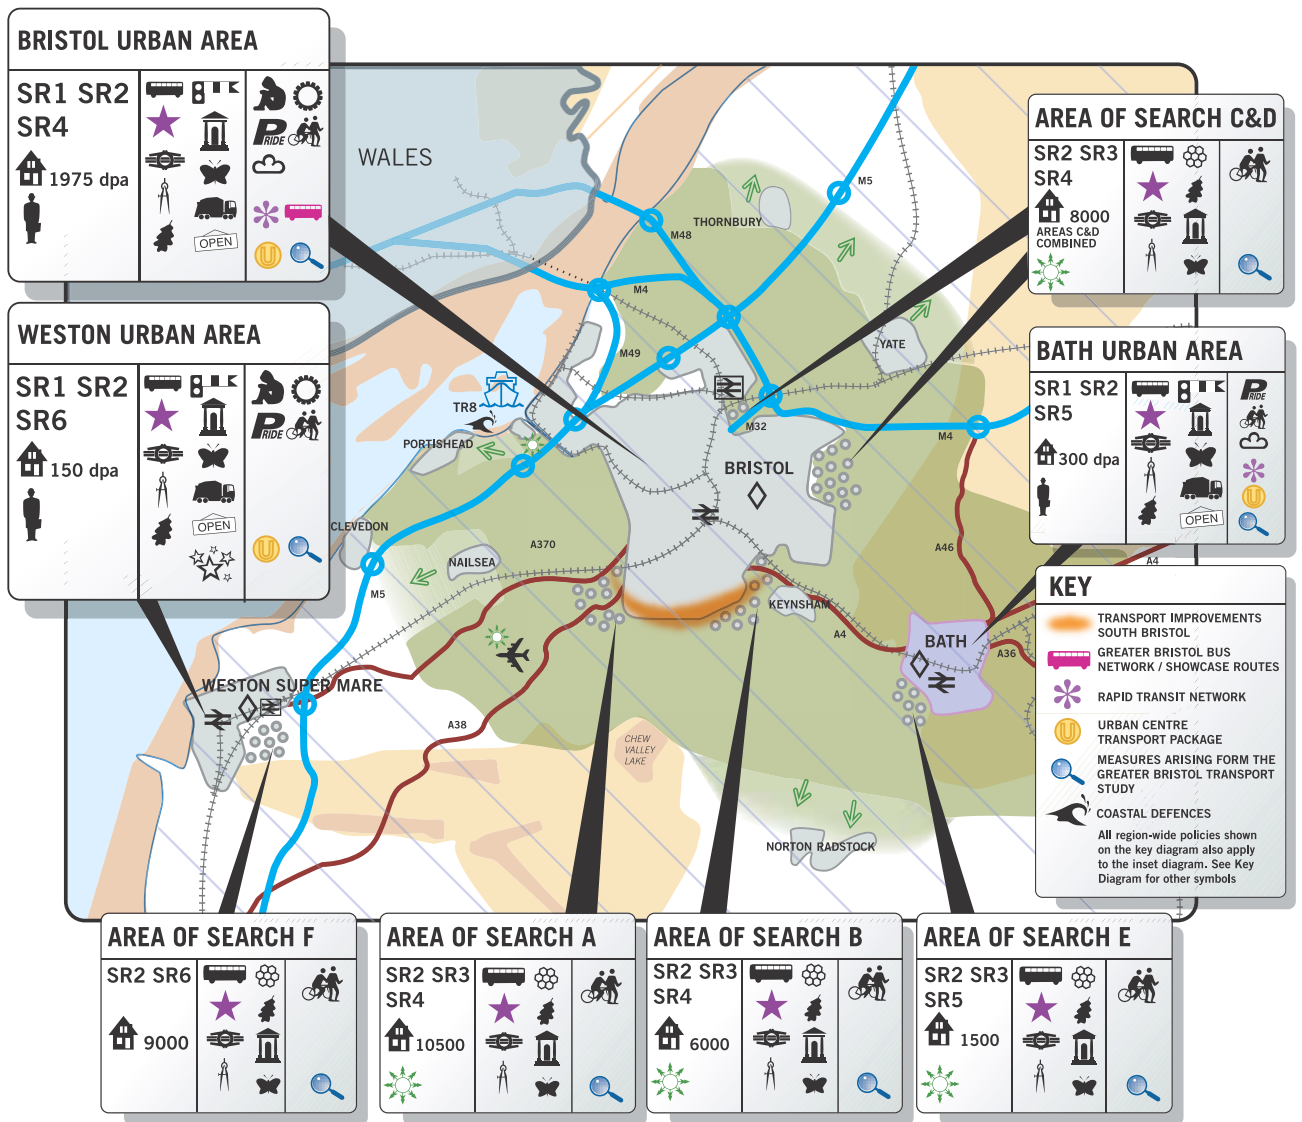 BRISTOL URBAN AREA
SR1 SR2
SR4
1975 dpa
P
RIDE
OPEN
U
WESTON URBAN AREA
SR1 SR2
SR6
150 dpa
P
RIDE
OPEN
U
AREA OF SEARCH C&D
SR2 SR3
SR4
8000
AREAS C&D
COMBINED
BATH URBAN AREA
SR1 SR2
SR5
300 dpa
P
RIDE
OPEN
U
KEY
TRANSPORT IMPROVEMENTS
SOUTH BRISTOL
GREATER BRISTOL BUS
NETWORK / SHOWCASE ROUTES
RAPID TRANSIT NETWORK
U
URBAN CENTRE
TRANSPORT PACKAGE
MEASURES ARISING FORM THE
GREATER BRISTOL TRANSPORT
STUDY
COASTAL DEFENCES
All region-wide policies shown
on the key diagram also apply
to the inset diagram. See Key
Diagram for other symbols
WALES
THORNBURY
M5
M48
M4
M49
YATE
TR8
PORTISHEAD
M32
M4
BRISTOL
CLEVEDON
A370
NAILSEA
A46
A4
M5
KEYNSHAM
A4
BATH
A36
WESTON SUPER MARE
A38
CHEW
VALLEY
LAKE
NORTON RADSTOCK
AREA OF SEARCH F
SR2 SR6
9000
AREA OF SEARCH A
SR2 SR3
SR4
10500
AREA OF SEARCH B
SR2 SR3
SR4
6000
AREA OF SEARCH E
SR2 SR3
SR5
1500